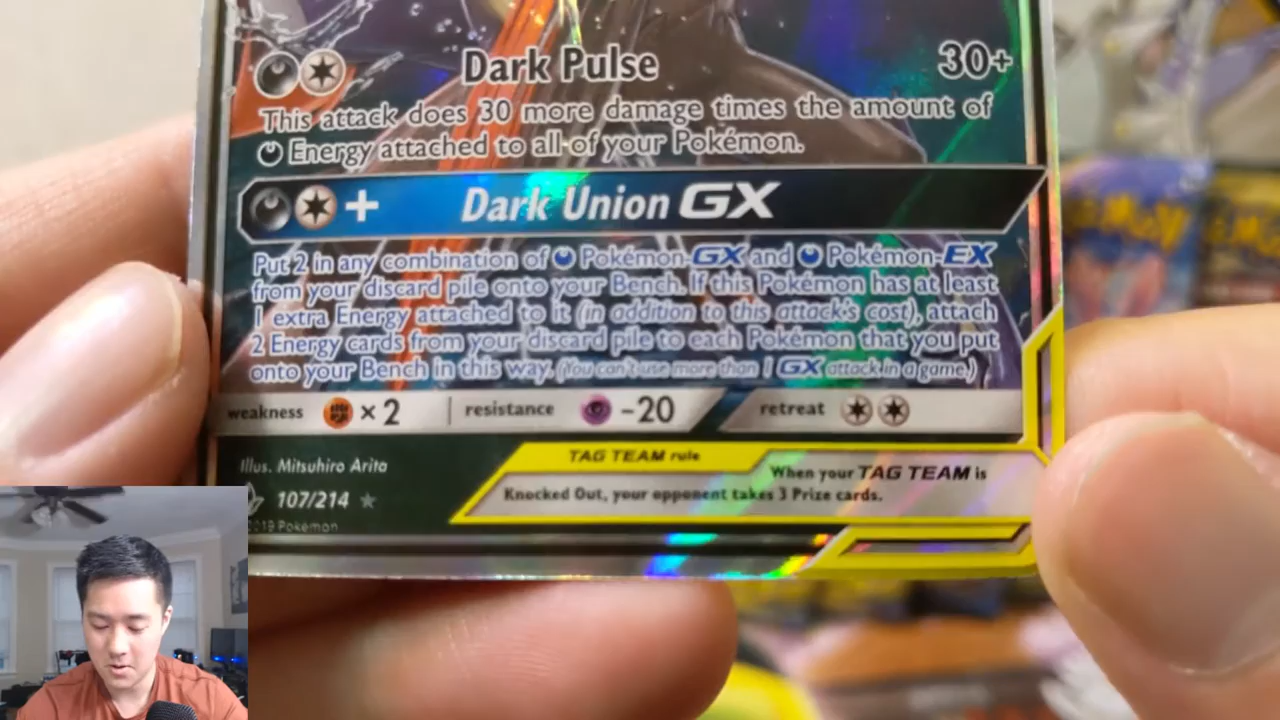 Dark Pulse 30+
This attack does 30 more damage times the amount of
Energy attached to all of your Pokémon.
+ Dark Union GX
Put 2 in any combination of Pokémon-GX and Pokémon-EX
from your discard pile onto your Bench. If this Pokémon has at least
1 extra Energy attached to it (in addition to this attack's cost), attach
2 Energy cards from your discard pile to each Pokémon that you put
onto your Bench in this way. (You can't use more than 1 GX attack in a game.)
weakness ×2 resistance -20 retreat
TAG TEAM rule
When your TAG TEAM is
Knocked Out, your opponent takes 3 Prize cards.
Illus. Mitsuhiro Arita
107/214
2019 Pokemon
POKEMON